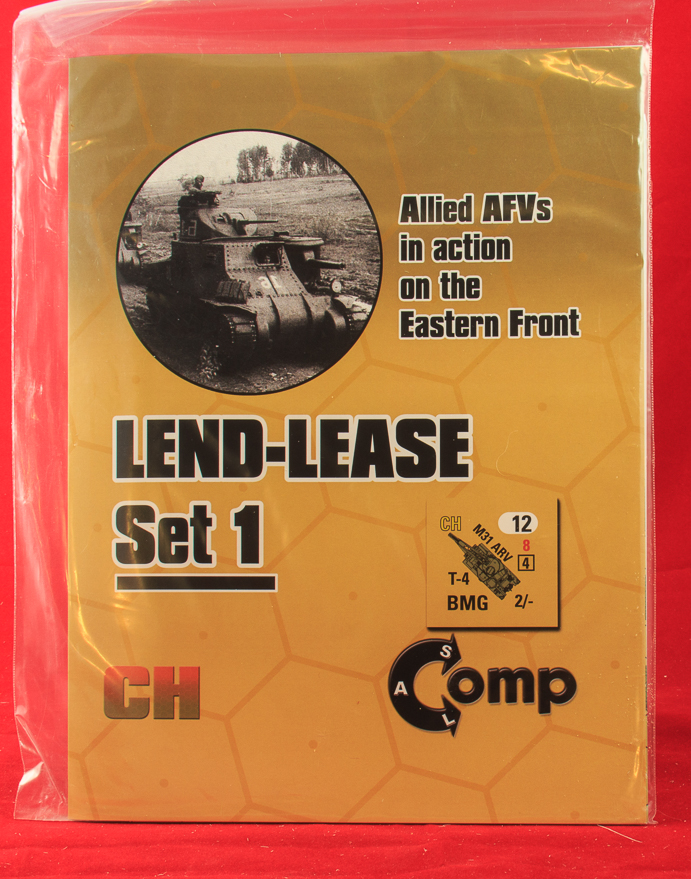 Allied AFVs
in action
on the
Eastern Front
LEND-LEASE
Set 1
CH
12
M31 ARV
8
4
T-4
BMG
2/-
CH
Comp
ASL